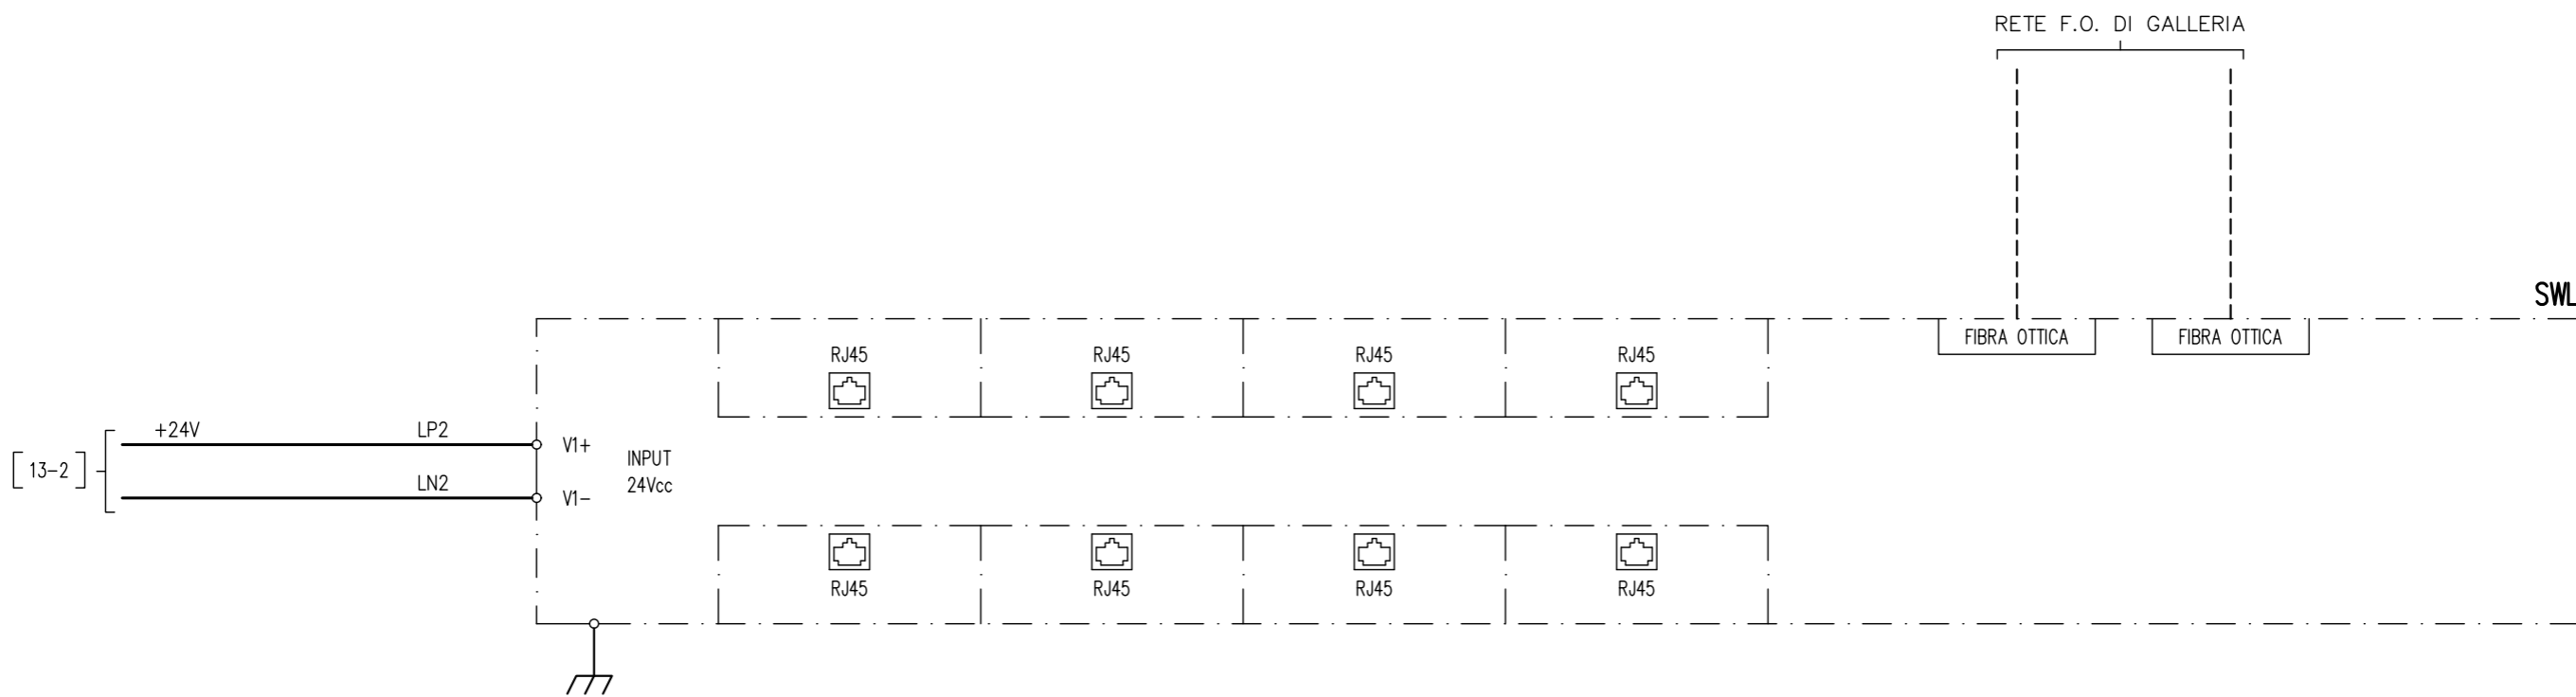 RETE F.O. DI GALLERIA
SWL
FIBRA OTTICA FIBRA OTTICA
RJ45 RJ45 RJ45 RJ45
+24V LP2 V1+
INPUT
13-2
LN2 V1- 24Vcc
RJ45 RJ45 RJ45 RJ45